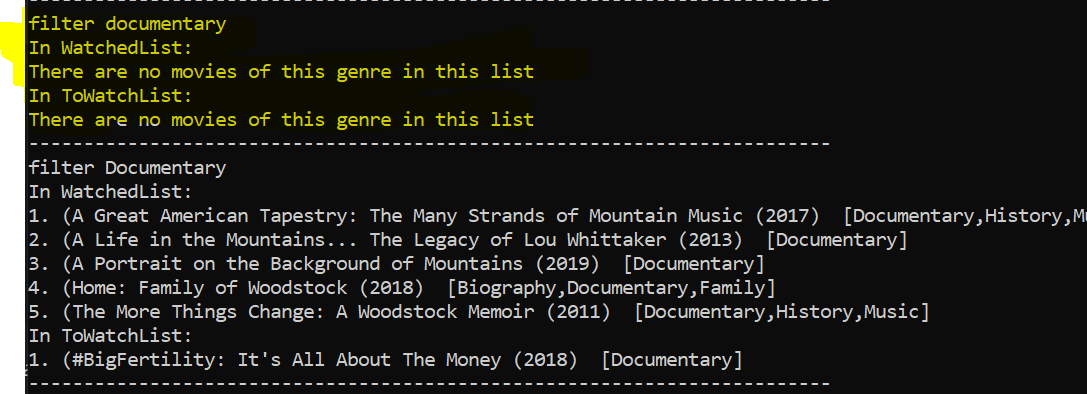 --------------------------------------------------------------------------
filter documentary
In WatchedList:
There are no movies of this genre in this list
In ToWatchList:
There are no movies of this genre in this list
--------------------------------------------------------------------------
filter Documentary
In WatchedList:
1. (A Great American Tapestry: The Many Strands of Mountain Music (2017)  [Documentary,History,Mu
2. (A Life in the Mountains... The Legacy of Lou Whittaker (2013)  [Documentary]
3. (A Portrait on the Background of Mountains (2019)  [Documentary]
4. (Home: Family of Woodstock (2018)  [Biography,Documentary,Family]
5. (The More Things Change: A Woodstock Memoir (2011)  [Documentary,History,Music]
In ToWatchList:
1. (#BigFertility: It's All About The Money (2018)  [Documentary]
--------------------------------------------------------------------------